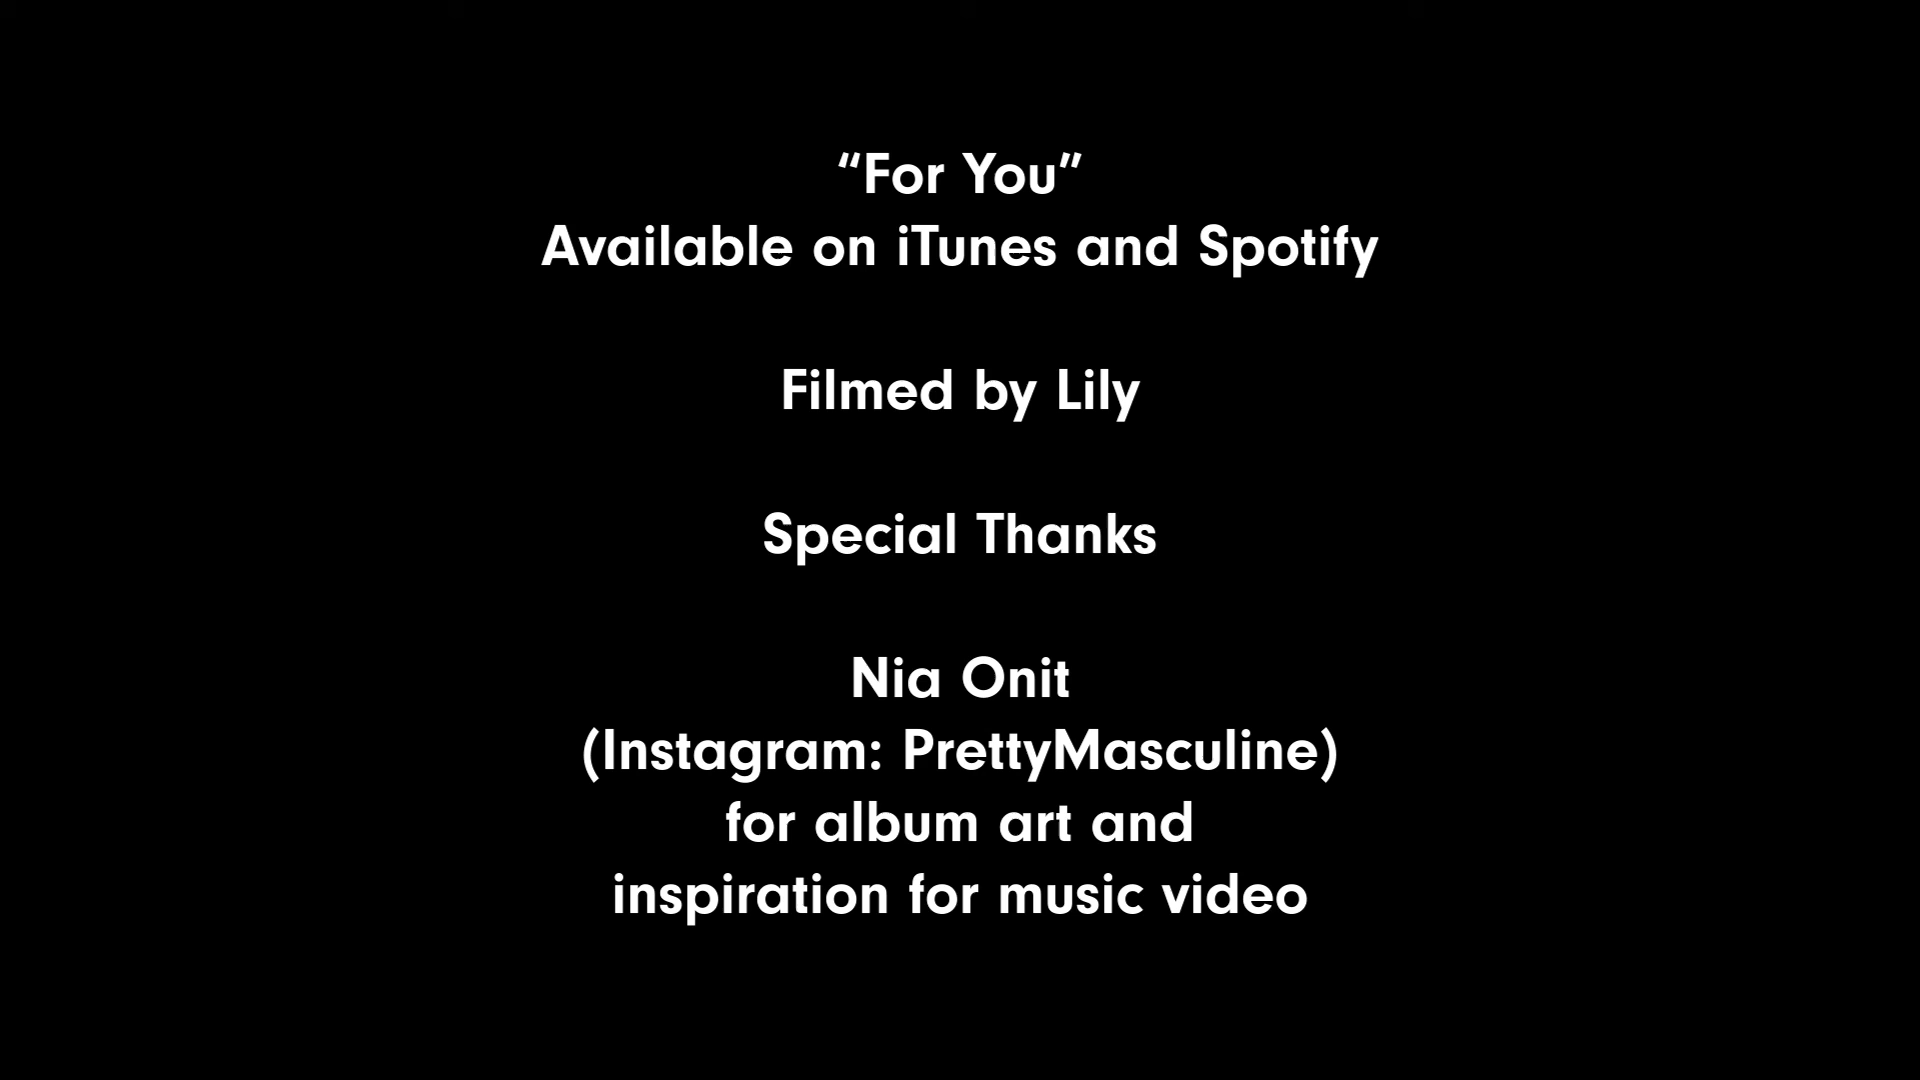 “For You”
Available on iTunes and Spotify
Filmed by Lily
Special Thanks
Nia Onit
(Instagram: PrettyMasculine)
for album art and
inspiration for music video